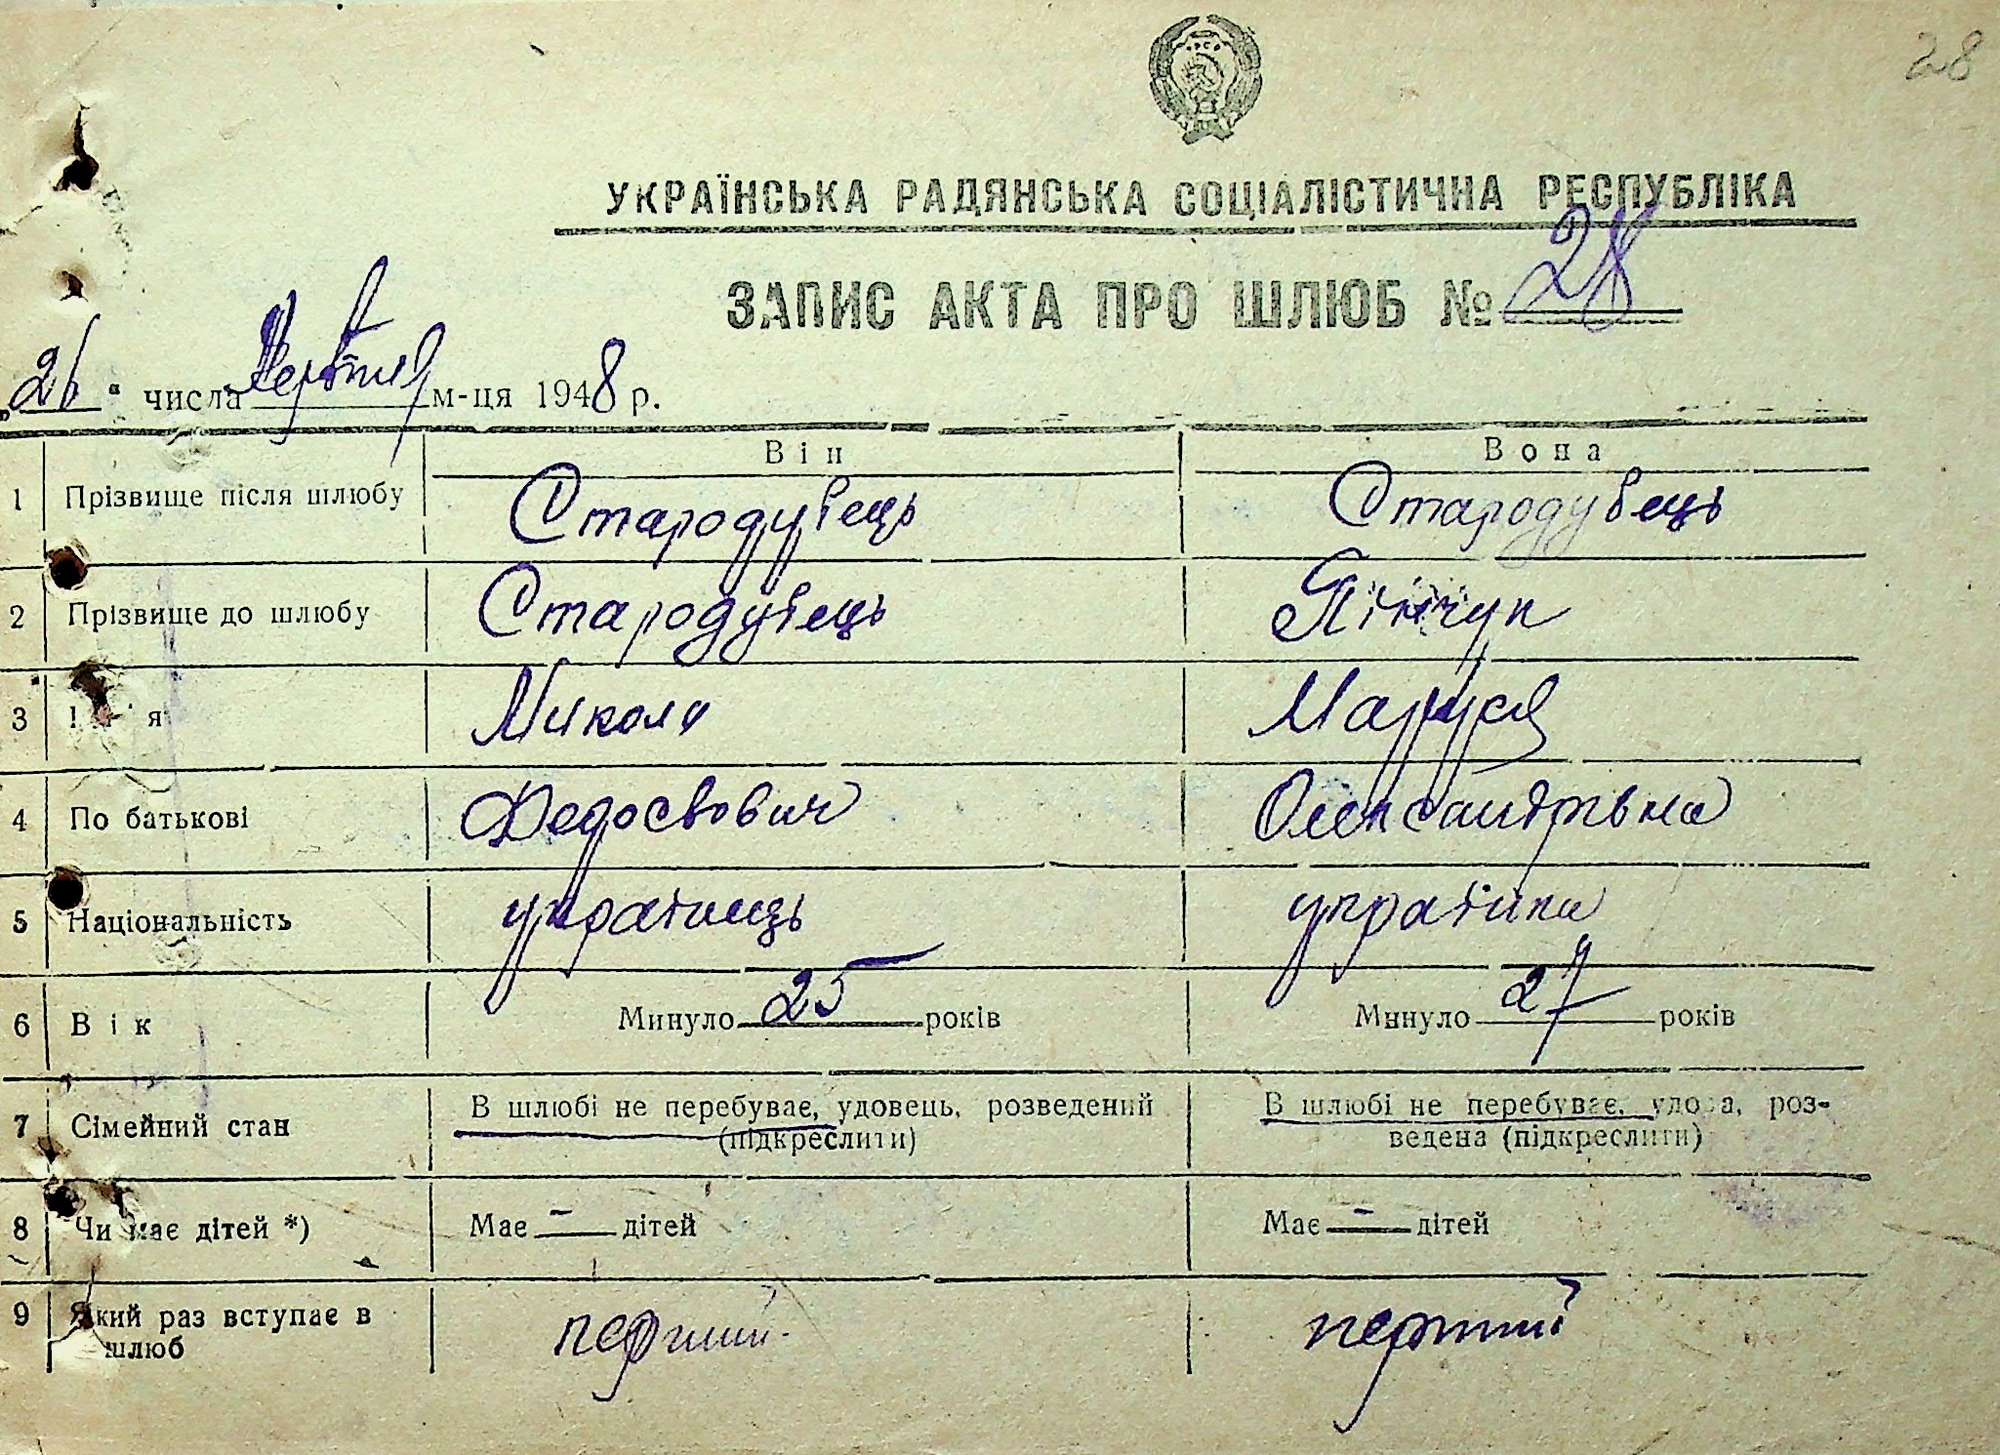 28
УКРАЇНСЬКА РАДЯНСЬКА СОЦІАЛІСТИЧНА РЕСПУБЛІКА
ЗАПИС АКТА ПРО ШЛЮБ № 28
„26“ числа м-ця 1948 р.
Він Вона
1 Прізвище після шлюбу Стародубець Стародубець
2 Прізвище до шлюбу Стародубець
3 Ім'я Микола Маруся
4 По батькові Федосвович Олександрівна
5 Національність українець українка
6 Вік Минуло 25 років Минуло 27 років
7 Сімейний стан В шлюбі не перебуває, удовець, розведений (підкреслити) В шлюбі не перебуває, удова, роз-
ведена (підкреслити)
8 Чи має дітей *) Має — дітей Має — дітей
9 Який раз вступає в шлюб перший перший